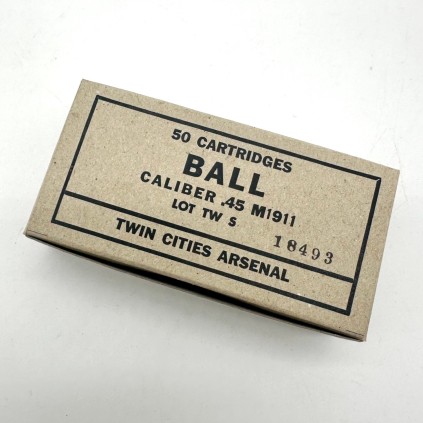 50 CARTRIDGES
BALL
CALIBER .45 M1911
LOT TW S 18493
TWIN CITIES ARSENAL